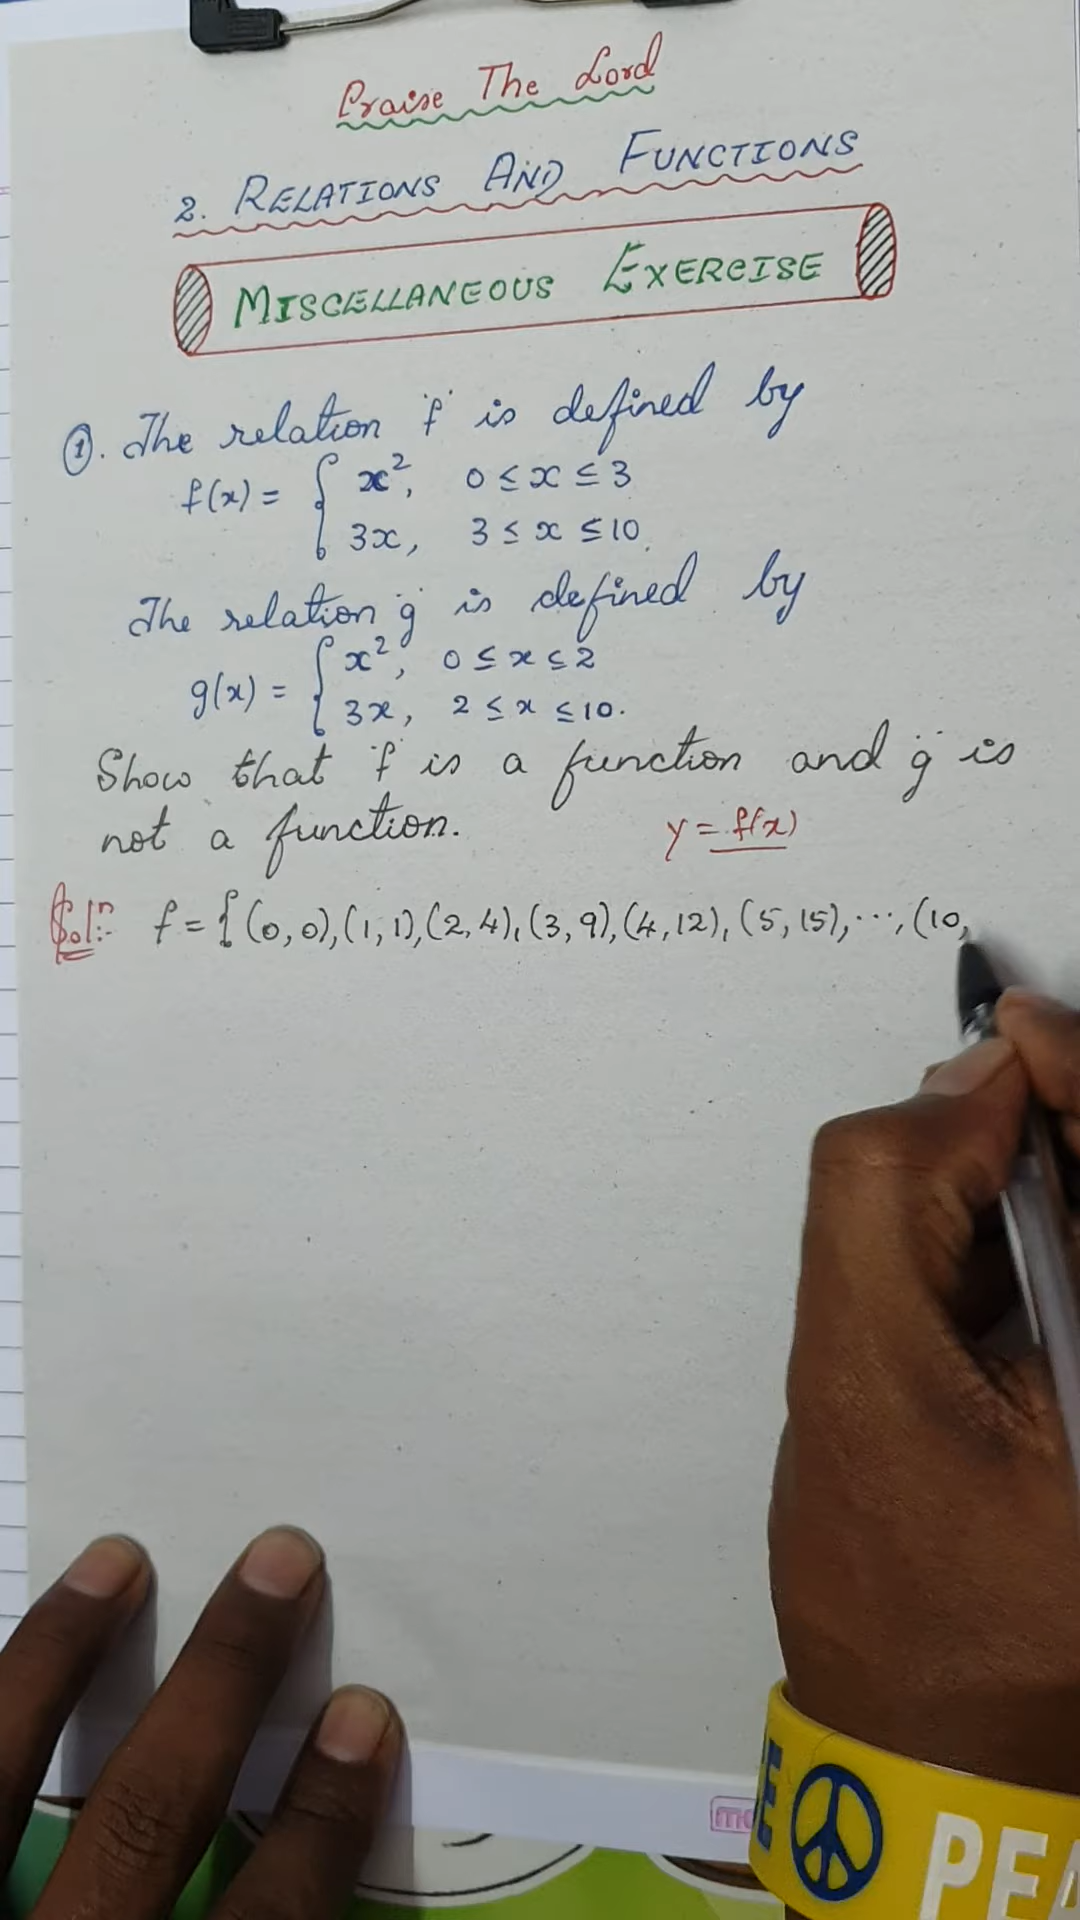 Praise The Lord
2. RELATIONS AND FUNCTIONS
MISCELLANEOUS EXERCISE
①. The relation 'f' is defined by
f(x) = { x², 0 ≤ x ≤ 3
3x, 3 ≤ x ≤ 10.
The relation 'g' is defined by
g(x) = { x², 0 ≤ x ≤ 2
3x, 2 ≤ x ≤ 10.
Show that 'f' is a function and 'g' is
not a function.
y = f(x)
Solⁿ:- f = { (0, 0), (1, 1), (2, 4), (3, 9), (4, 12), (5, 15), ..., (10,